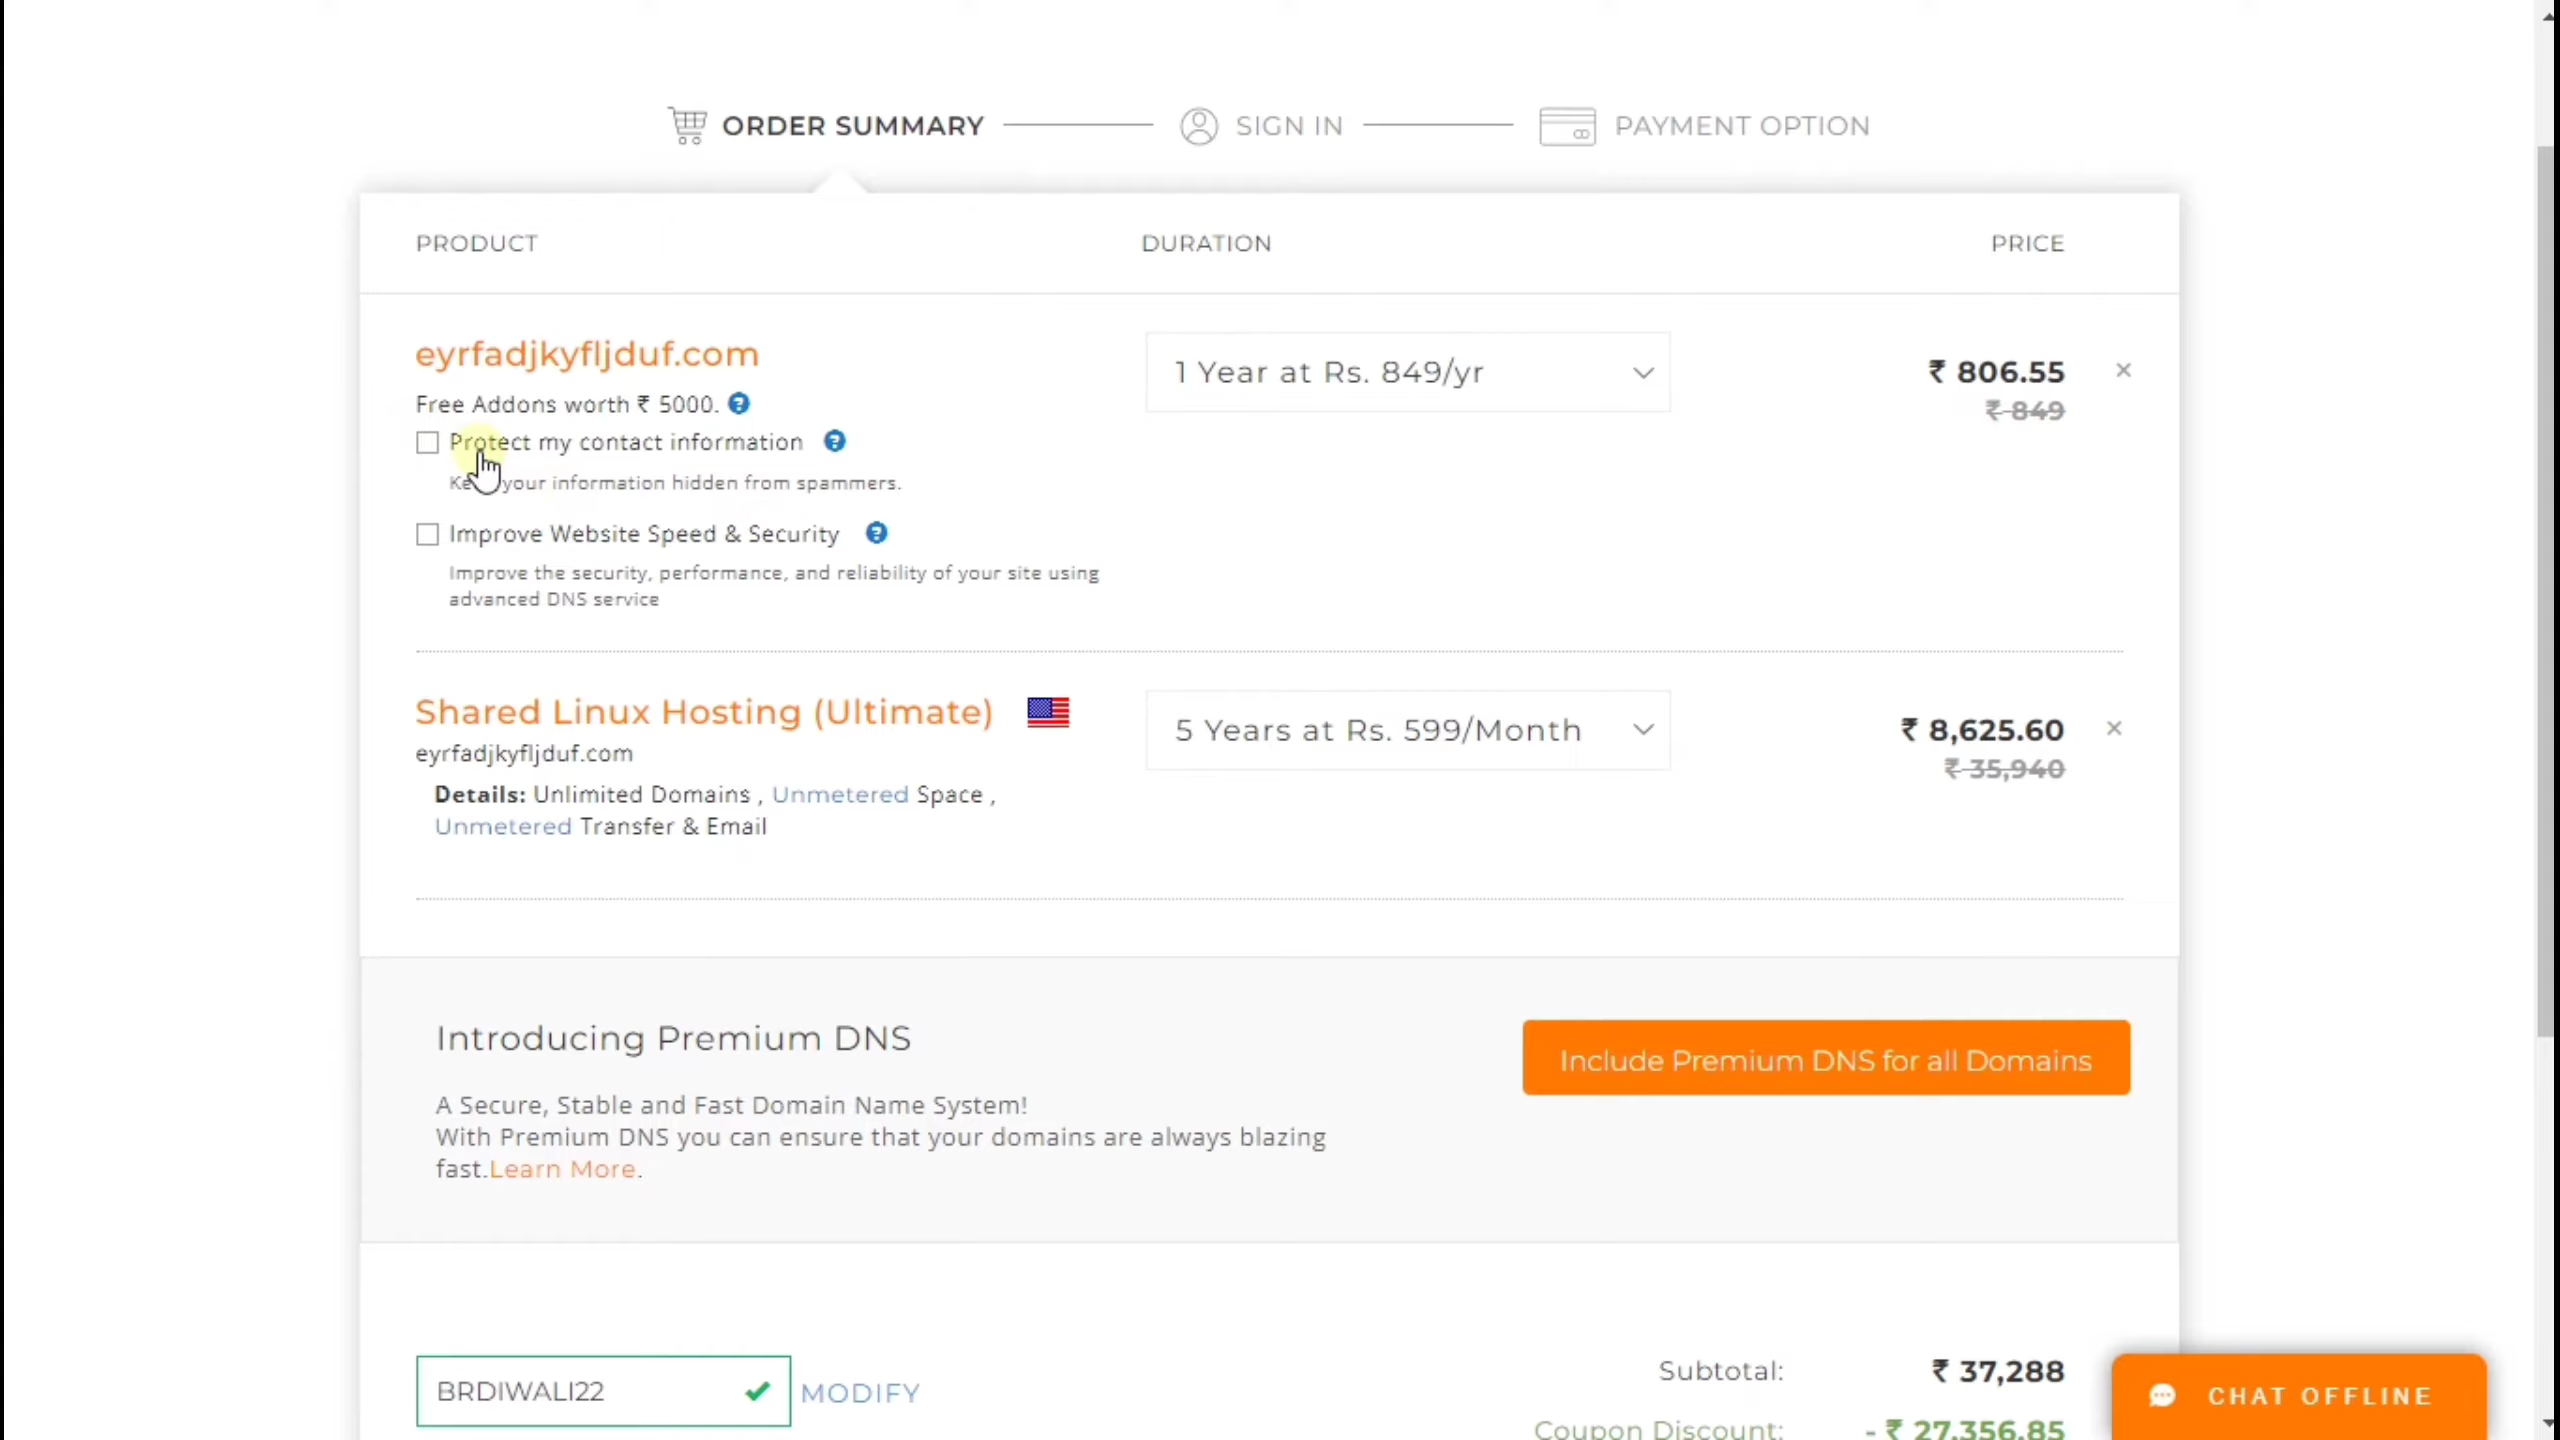 ORDER SUMMARY SIGN IN PAYMENT OPTION
PRODUCT DURATION PRICE
eyrfadjkyfljduf.com 1 Year at Rs. 849/yr ₹ 806.55 ×
₹ 849
Free Addons worth ₹ 5000. ?
Protect my contact information ?
your information hidden from spammers.
Improve Website Speed & Security ?
Improve the security, performance, and reliability of your site using
advanced DNS service
Shared Linux Hosting (Ultimate) 5 Years at Rs. 599/Month ₹ 8,625.60 ×
eyrfadjkyfljduf.com ₹ 35,940
Details: Unlimited Domains , Unmetered Space ,
Unmetered Transfer & Email
Introducing Premium DNS
Include Premium DNS for all Domains
A Secure, Stable and Fast Domain Name System!
With Premium DNS you can ensure that your domains are always blazing
fast.Learn More.
BRDIWALI22 MODIFY
Subtotal: ₹ 37,288
Coupon Discount: - ₹ 27,356.85
CHAT OFFLINE